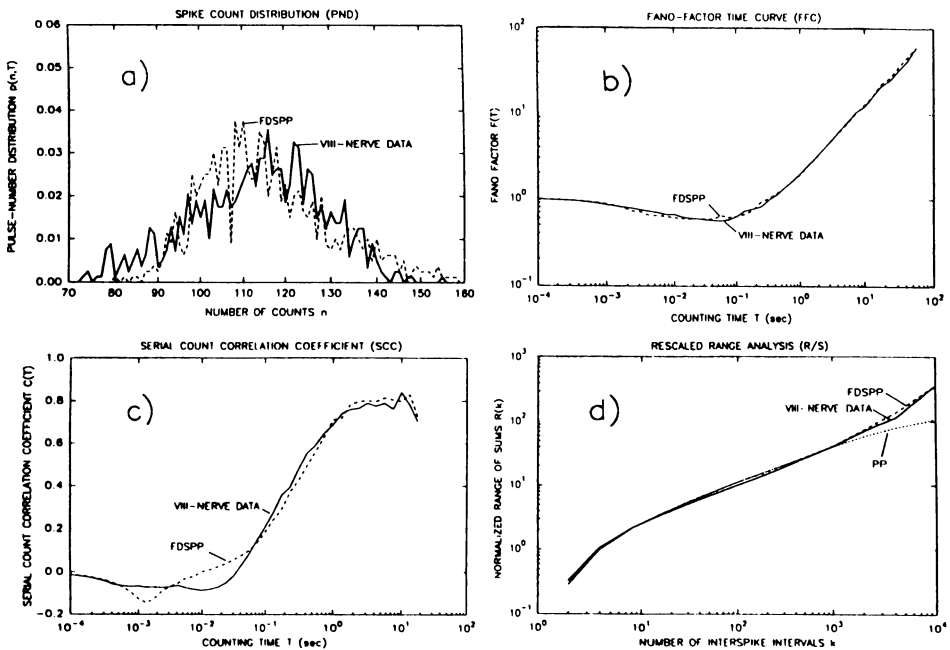 SPIKE COUNT DISTRIBUTION (PND)
0.06
0.05
0.04
0.03
0.02
0.01
0.00
PULSE-NUMBER DISTRIBUTION p(n,T)
a)
FDSPP
VIII-NERVE DATA
70 80 90 100 110 120 130 140 150 160
NUMBER OF COUNTS n
FANO-FACTOR TIME CURVE (FFC)
10²
10¹
10⁰
10⁻¹
FANO FACTOR F(T)
b)
FDSPP
VIII-NERVE DATA
10⁻⁴ 10⁻³ 10⁻² 10⁻¹ 10⁰ 10¹ 10²
COUNTING TIME T (sec)
SERIAL COUNT CORRELATION COEFFICIENT (SCC)
1.0
0.8
0.6
0.4
0.2
0.0
-0.2
SERIAL COUNT CORRELATION COEFFICIENT C(T)
c)
VIII-NERVE DATA
FDSPP
10⁻⁴ 10⁻³ 10⁻² 10⁻¹ 10⁰ 10¹ 10²
COUNTING TIME T (sec)
RESCALED RANGE ANALYSIS (R/S)
10³
10²
10¹
10⁰
10⁻¹
NORMALIZED RANGE OF SUMS R(k)
d)
FDSPP
VIII-NERVE DATA
PP
10⁰ 10¹ 10² 10³ 10⁴
NUMBER OF INTERSPIKE INTERVALS k